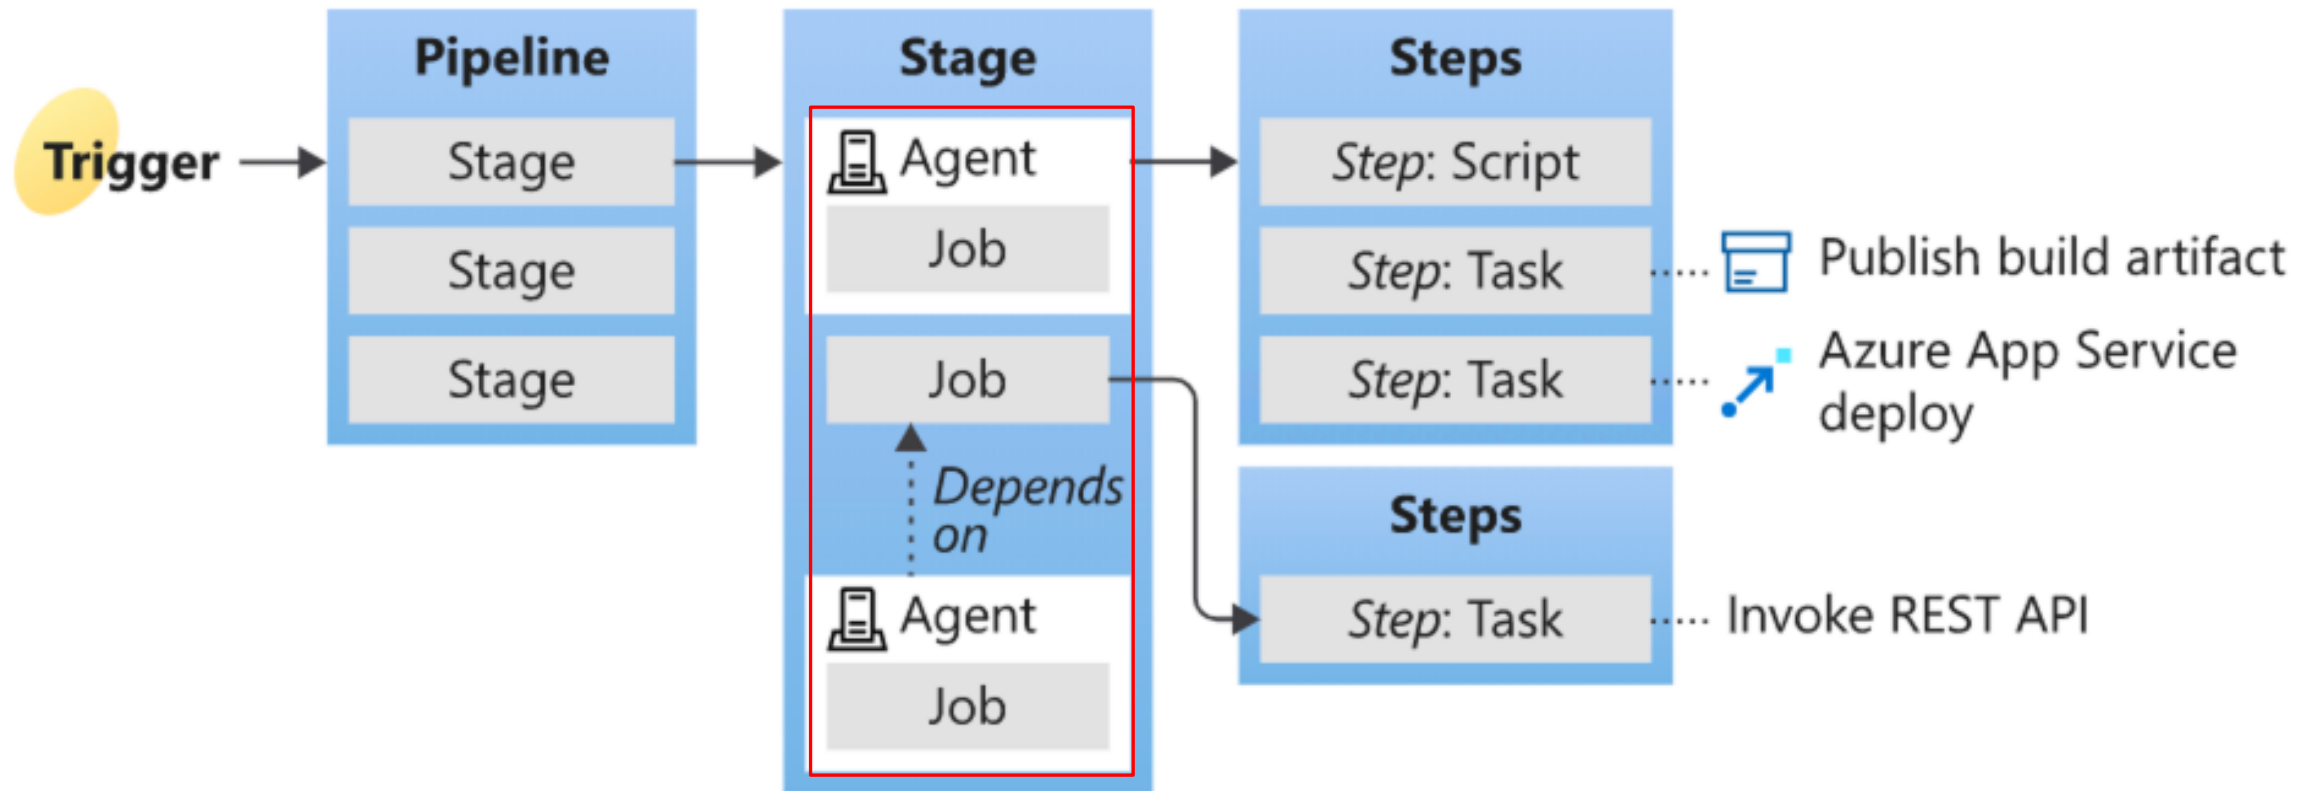 Trigger
Pipeline
Stage
Stage
Stage
Stage
Agent
Job
Job
Depends
on
Agent
Job
Steps
Step: Script
Step: Task
Step: Task
Publish build artifact
Azure App Service
deploy
Steps
Step: Task
Invoke REST API